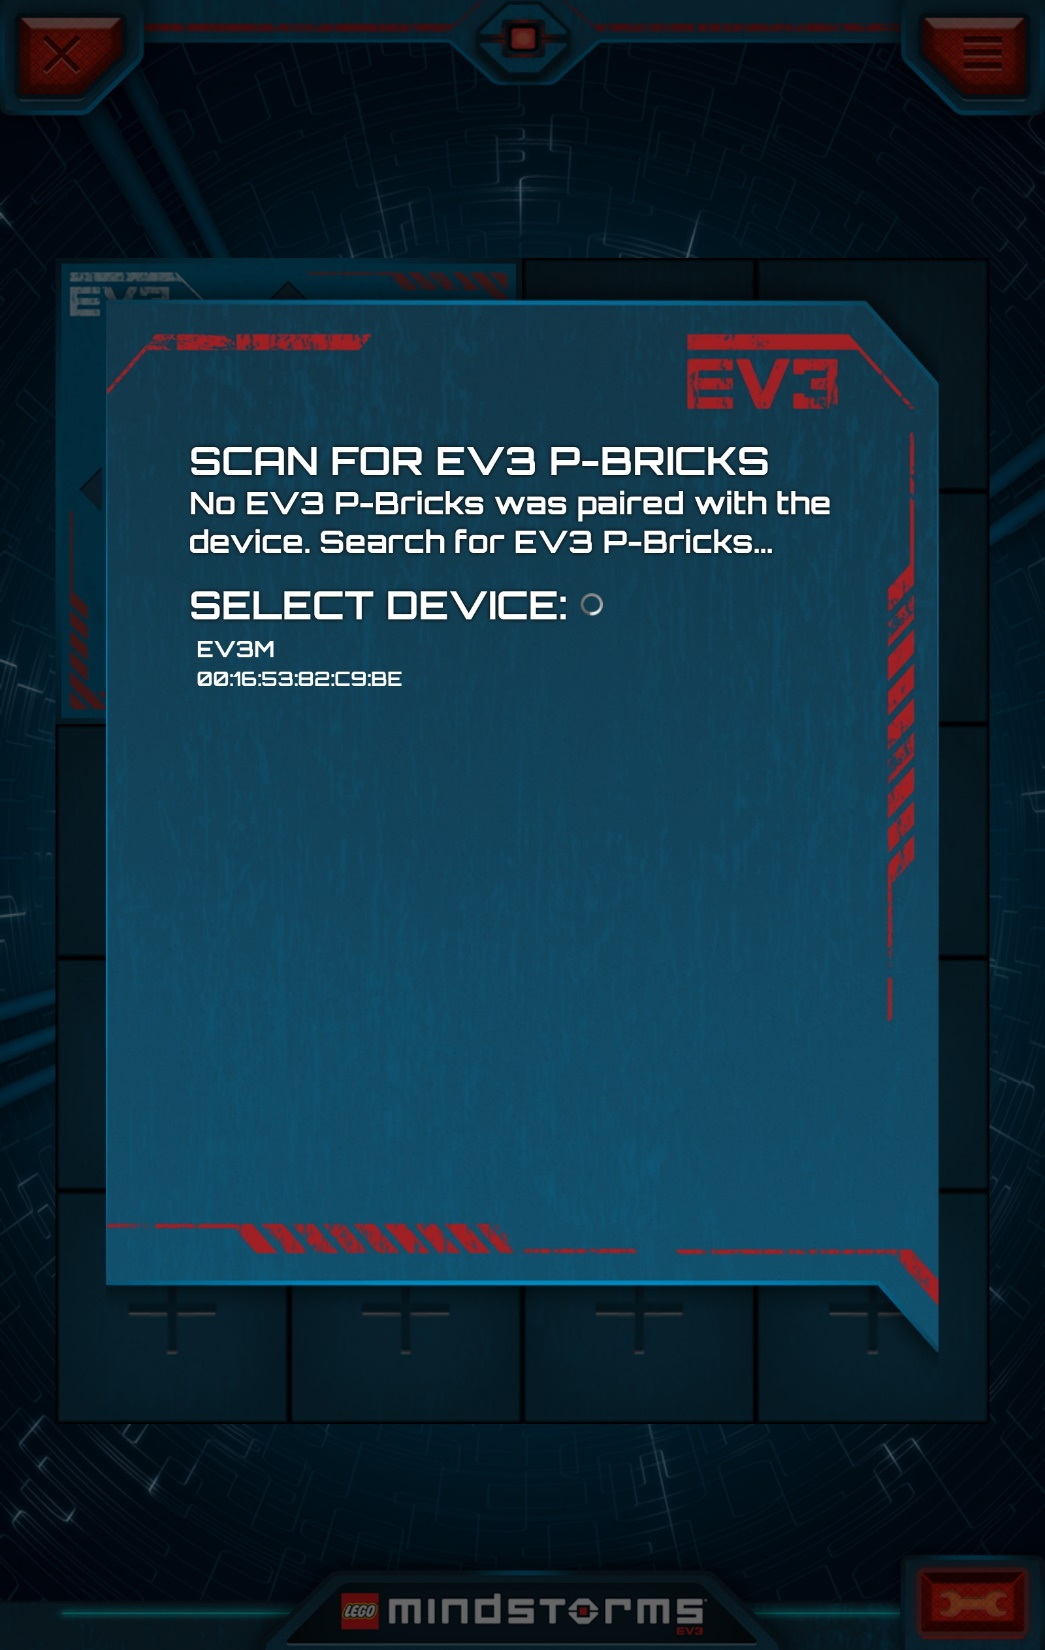 EV3
EV3
SCAN FOR EV3 P-BRICKS
No EV3 P-Bricks was paired with the
device. Search for EV3 P-Bricks...
SELECT DEVICE:
EV3M
00:16:53:82:C9:BE
LEGO mindstorms
EV3